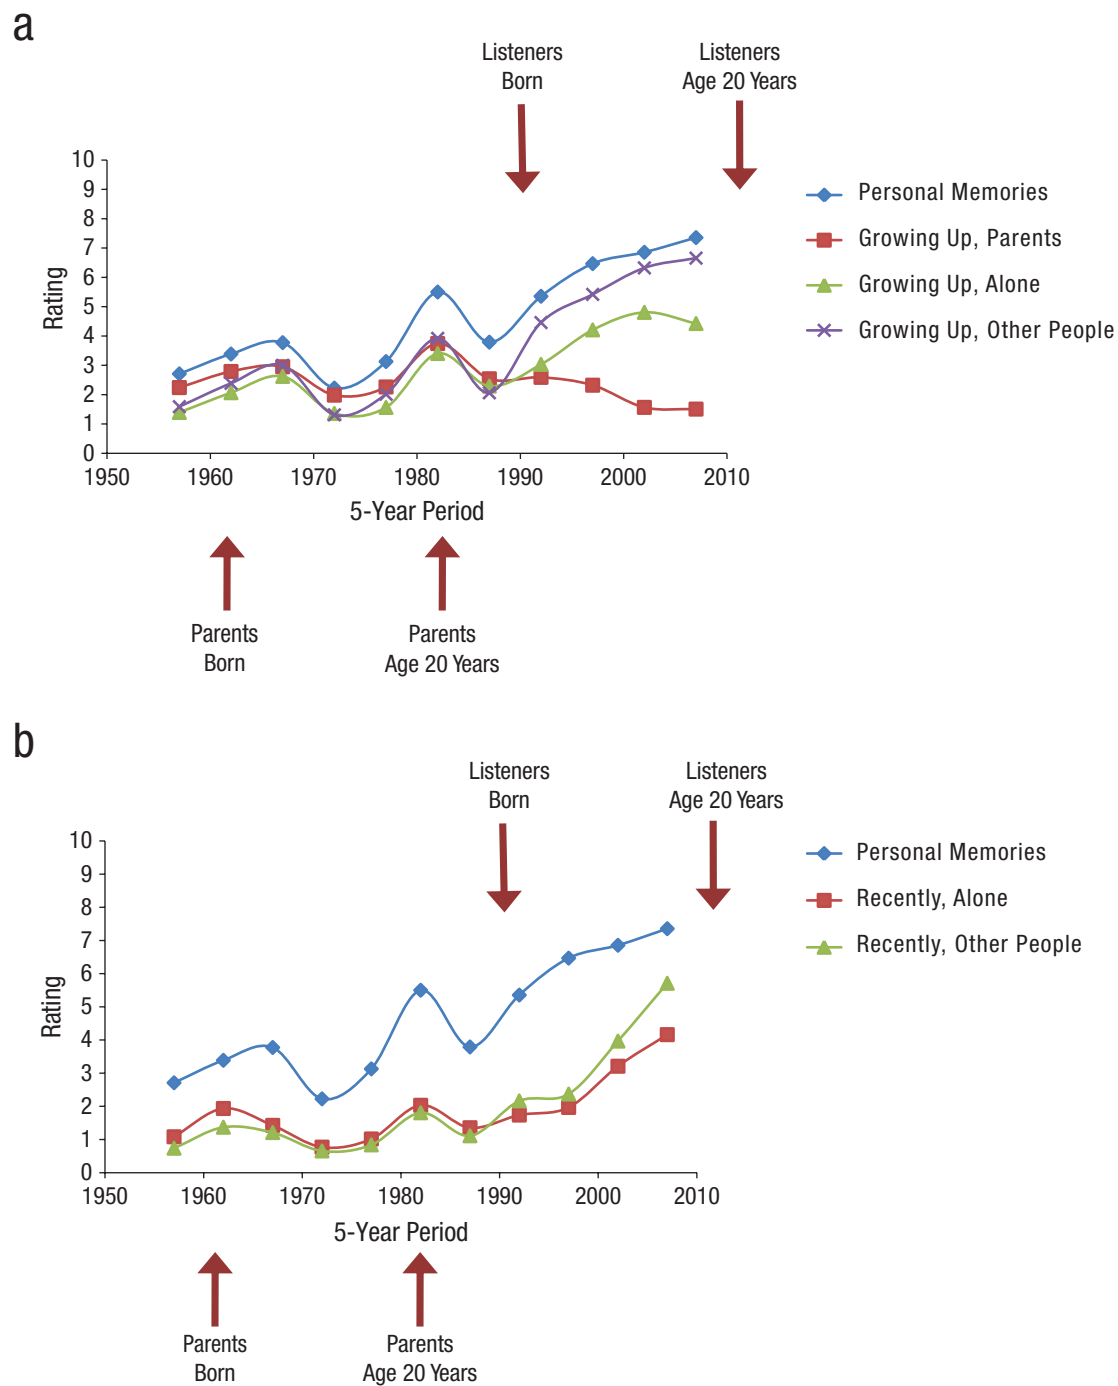 a
Listeners
Born
Listeners
Age 20 Years
10
9
8
7
6
5
4
3
2
1
0
Rating
1950
1960
1970
1980
1990
2000
2010
5-Year Period
Personal Memories
Growing Up, Parents
Growing Up, Alone
Growing Up, Other People
Parents
Born
Parents
Age 20 Years
b
Listeners
Born
Listeners
Age 20 Years
10
9
8
7
6
5
4
3
2
1
0
Rating
1950
1960
1970
1980
1990
2000
2010
5-Year Period
Personal Memories
Recently, Alone
Recently, Other People
Parents
Born
Parents
Age 20 Years